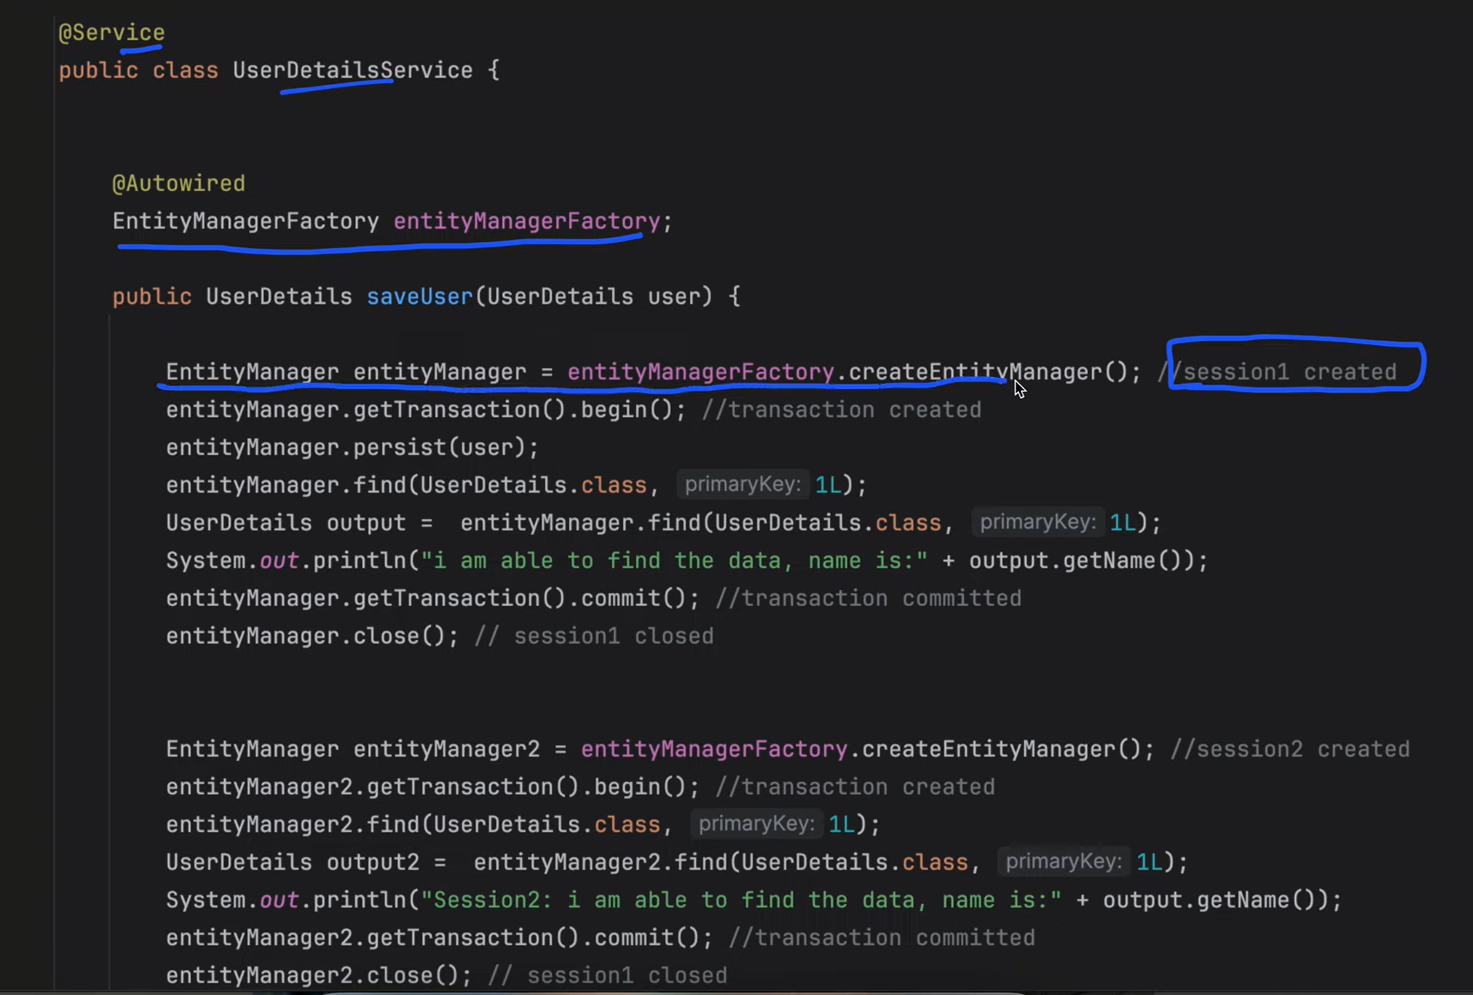 @Service
public class UserDetailsService {
@Autowired
EntityManagerFactory entityManagerFactory;
public UserDetails saveUser(UserDetails user) {
EntityManager entityManager = entityManagerFactory.createEntityManager(); //session1 created
entityManager.getTransaction().begin(); //transaction created
entityManager.persist(user);
entityManager.find(UserDetails.class, primaryKey: 1L);
UserDetails output =  entityManager.find(UserDetails.class, primaryKey: 1L);
System.out.println("i am able to find the data, name is:" + output.getName());
entityManager.getTransaction().commit(); //transaction committed
entityManager.close(); // session1 closed
EntityManager entityManager2 = entityManagerFactory.createEntityManager(); //session2 created
entityManager2.getTransaction().begin(); //transaction created
entityManager2.find(UserDetails.class, primaryKey: 1L);
UserDetails output2 =  entityManager2.find(UserDetails.class, primaryKey: 1L);
System.out.println("Session2: i am able to find the data, name is:" + output.getName());
entityManager2.getTransaction().commit(); //transaction committed
entityManager2.close(); // session1 closed